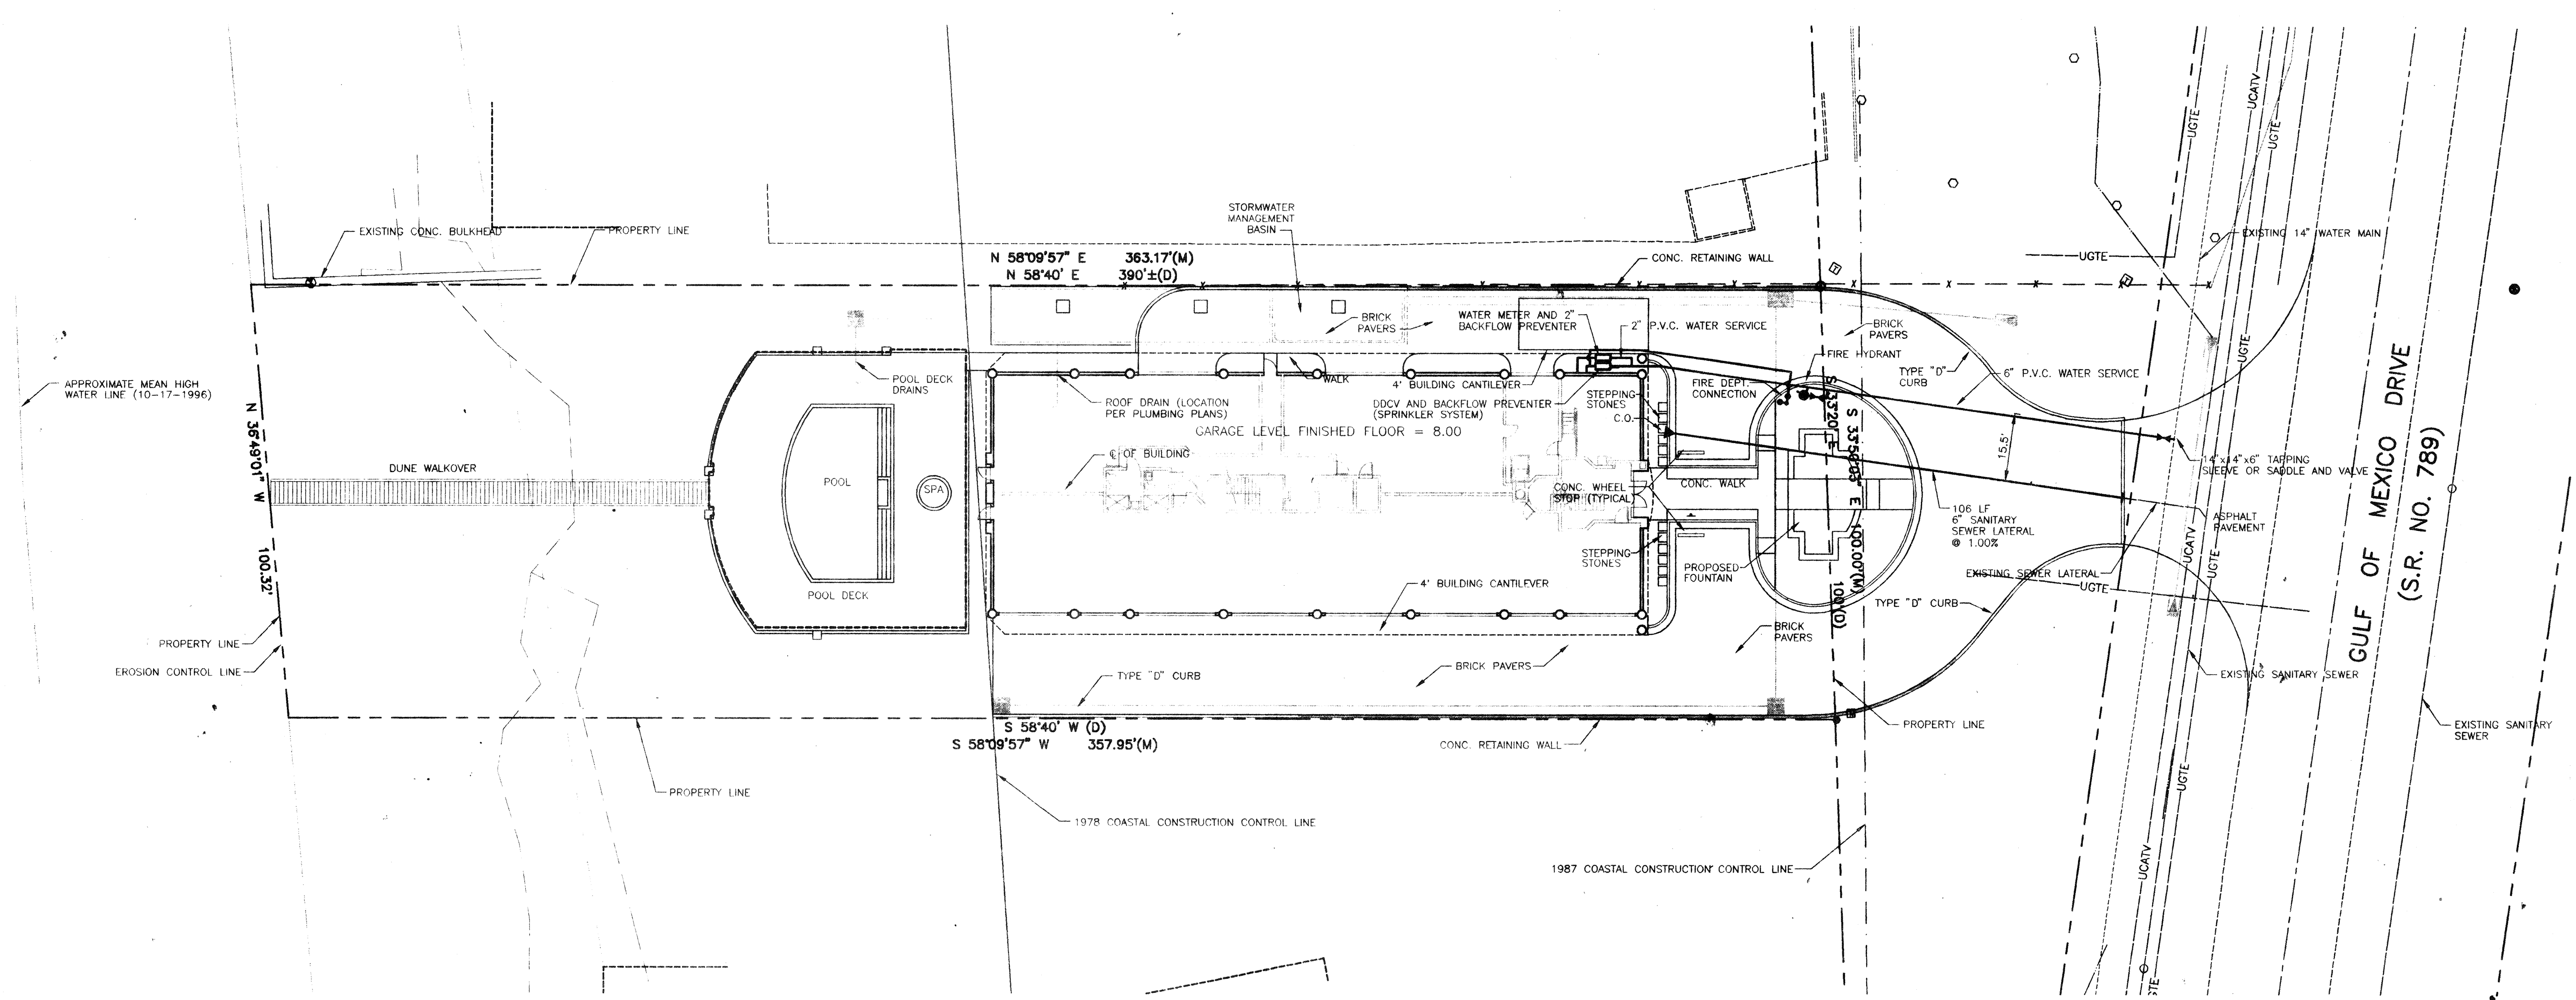 EXISTING CONC. BULKHEAD
PROPERTY LINE
STORMWATER
MANAGEMENT
BASIN
N 58°09'57" E 363.17'(M)
N 58°40' E 390'±(D)
CONC. RETAINING WALL
UGTE
UCATV
UGTE
UGTE
EXISTING 14" WATER MAIN
UGTE
BRICK
PAVERS
WATER METER AND 2"
BACKFLOW PREVENTER
2" P.V.C. WATER SERVICE
BRICK
PAVERS
FIRE HYDRANT
TYPE "D"
CURB
6" P.V.C. WATER SERVICE
APPROXIMATE MEAN HIGH
WATER LINE (10-17-1996)
POOL DECK
DRAINS
WALK
4' BUILDING CANTILEVER
FIRE DEPT.
CONNECTION
ROOF DRAIN (LOCATION
PER PLUMBING PLANS)
DDCV AND BACKFLOW PREVENTER
(SPRINKLER SYSTEM)
STEPPING
STONES
C.O.
GARAGE LEVEL FINISHED FLOOR = 8.00
N 36°49'01" W
100.32'
DUNE WALKOVER
POOL
SPA
℄ OF BUILDING
CONC. WHEEL
STOP (TYPICAL)
CONC. WALK
15.5'
14"x14"x6" TAPPING
SLEEVE OR SADDLE AND VALVE
106 LF
6" SANITARY
SEWER LATERAL
@ 1.00%
ASPHALT
PAVEMENT
100.00'(M)
100'(D)
GULF OF MEXICO DRIVE
(S.R. NO. 789)
STEPPING
STONES
PROPOSED
FOUNTAIN
EXISTING SEWER LATERAL
UGTE
UCATV
UGTE
POOL DECK
4' BUILDING CANTILEVER
TYPE "D" CURB
BRICK
PAVERS
PROPERTY LINE
EROSION CONTROL LINE
BRICK PAVERS
TYPE "D" CURB
EXISTING SANITARY SEWER
S 58°40' W (D)
S 58°09'57" W 357.95'(M)
CONC. RETAINING WALL
PROPERTY LINE
EXISTING SANITARY
SEWER
PROPERTY LINE
UGTE
1978 COASTAL CONSTRUCTION CONTROL LINE
1987 COASTAL CONSTRUCTION CONTROL LINE
UCATV